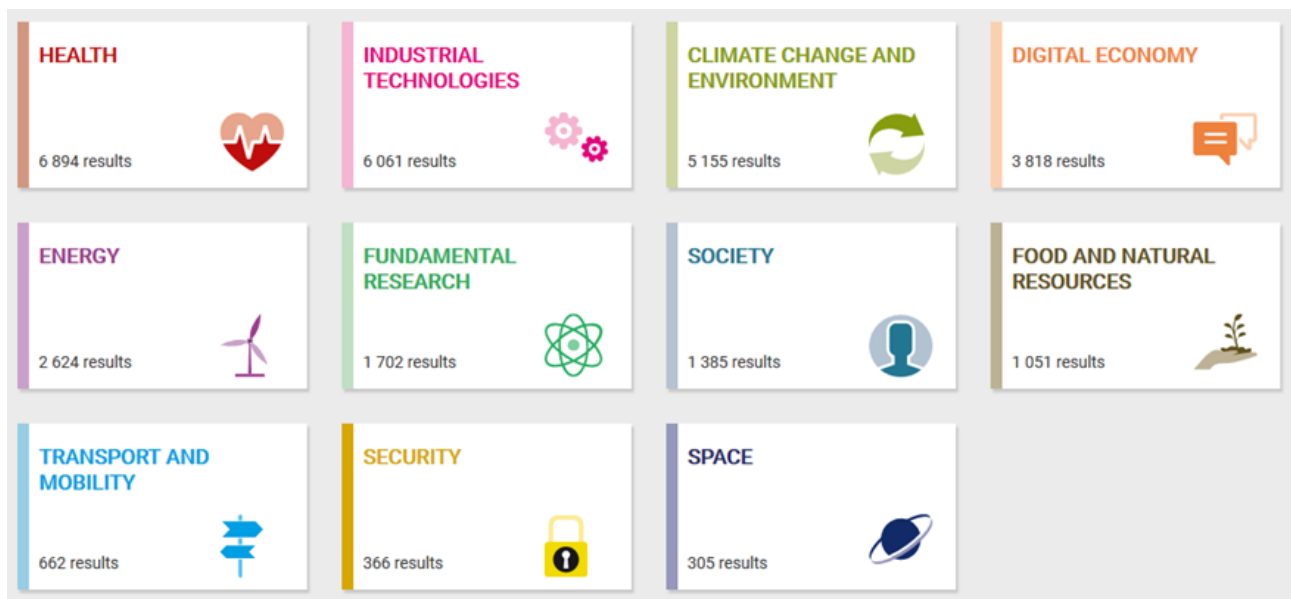 HEALTH
6 894 results
INDUSTRIAL
TECHNOLOGIES
6 061 results
CLIMATE CHANGE AND
ENVIRONMENT
5 155 results
DIGITAL ECONOMY
3 818 results
ENERGY
2 624 results
FUNDAMENTAL
RESEARCH
1 702 results
SOCIETY
1 385 results
FOOD AND NATURAL
RESOURCES
1 051 results
TRANSPORT AND
MOBILITY
662 results
SECURITY
366 results
SPACE
305 results